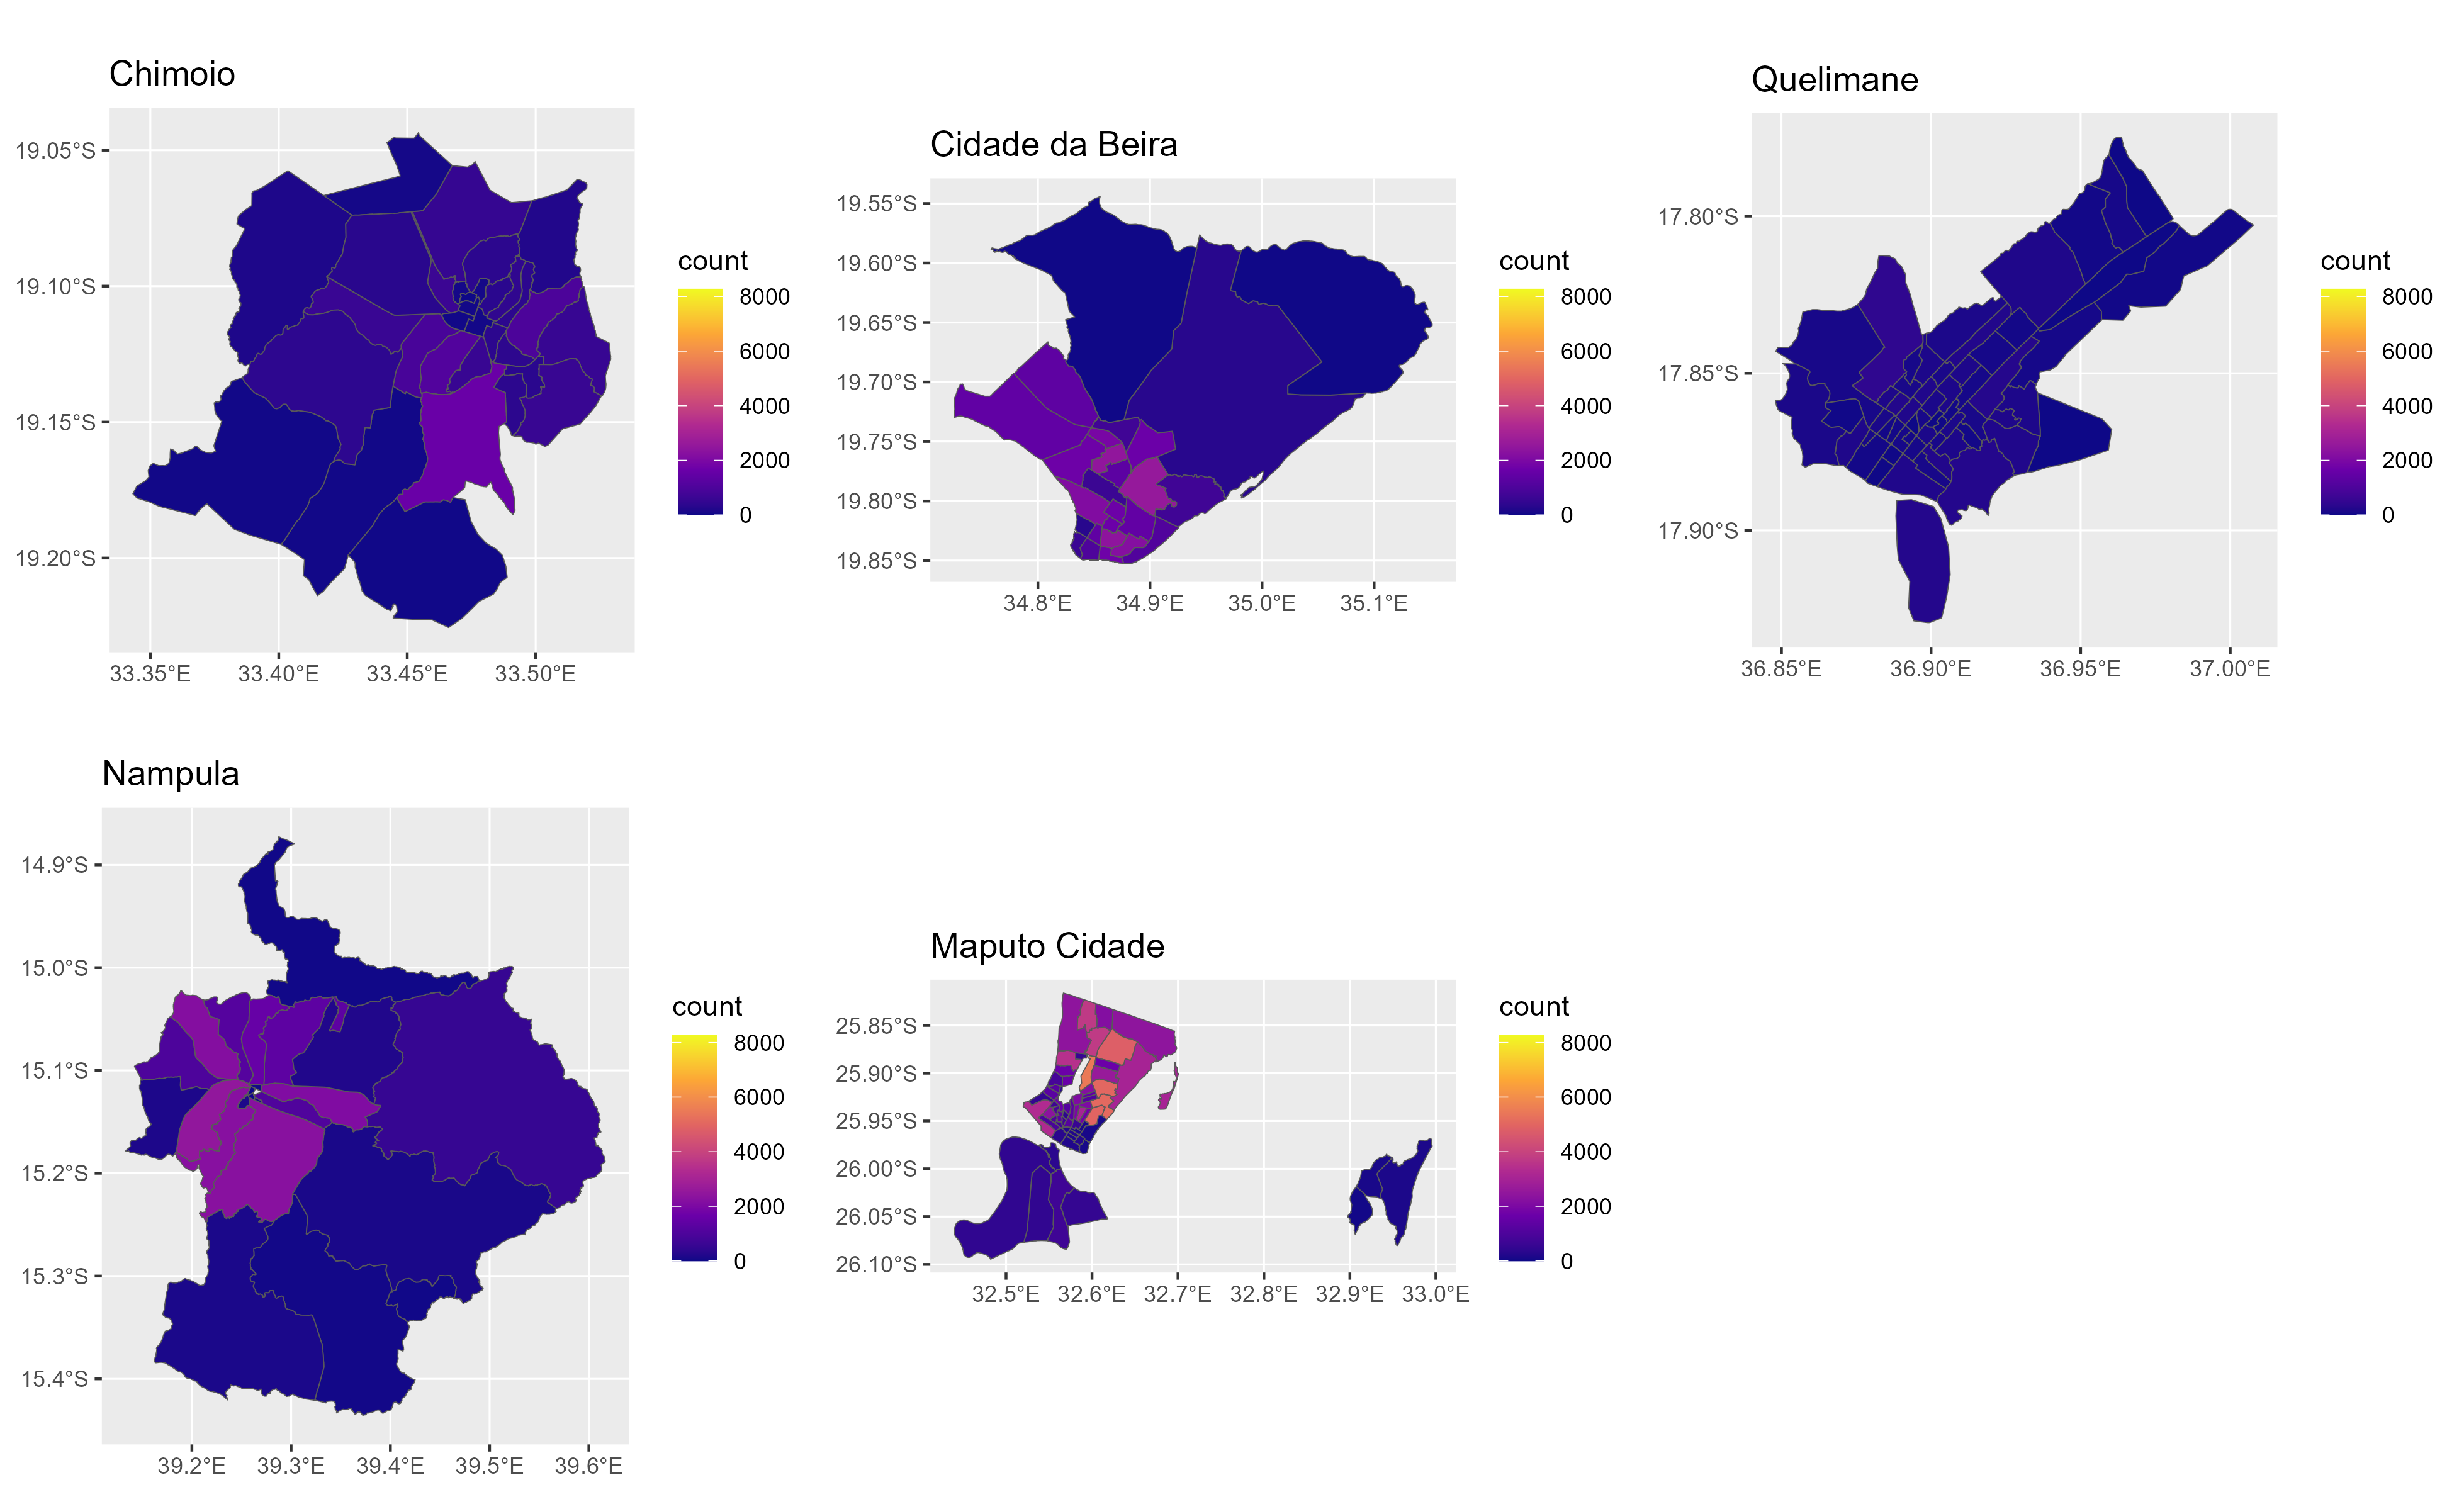 Chimoio
19.05°S
19.10°S
19.15°S
19.20°S
33.35°E 33.40°E 33.45°E 33.50°E
count
8000
6000
4000
2000
0
Cidade da Beira
19.55°S
19.60°S
19.65°S
19.70°S
19.75°S
19.80°S
19.85°S
34.8°E 34.9°E 35.0°E 35.1°E
count
8000
6000
4000
2000
0
Quelimane
17.80°S
17.85°S
17.90°S
36.85°E 36.90°E 36.95°E 37.00°E
count
8000
6000
4000
2000
0
Nampula
14.9°S
15.0°S
15.1°S
15.2°S
15.3°S
15.4°S
39.2°E 39.3°E 39.4°E 39.5°E 39.6°E
count
8000
6000
4000
2000
0
Maputo Cidade
25.85°S
25.90°S
25.95°S
26.00°S
26.05°S
26.10°S
32.5°E 32.6°E 32.7°E 32.8°E 32.9°E 33.0°E
count
8000
6000
4000
2000
0